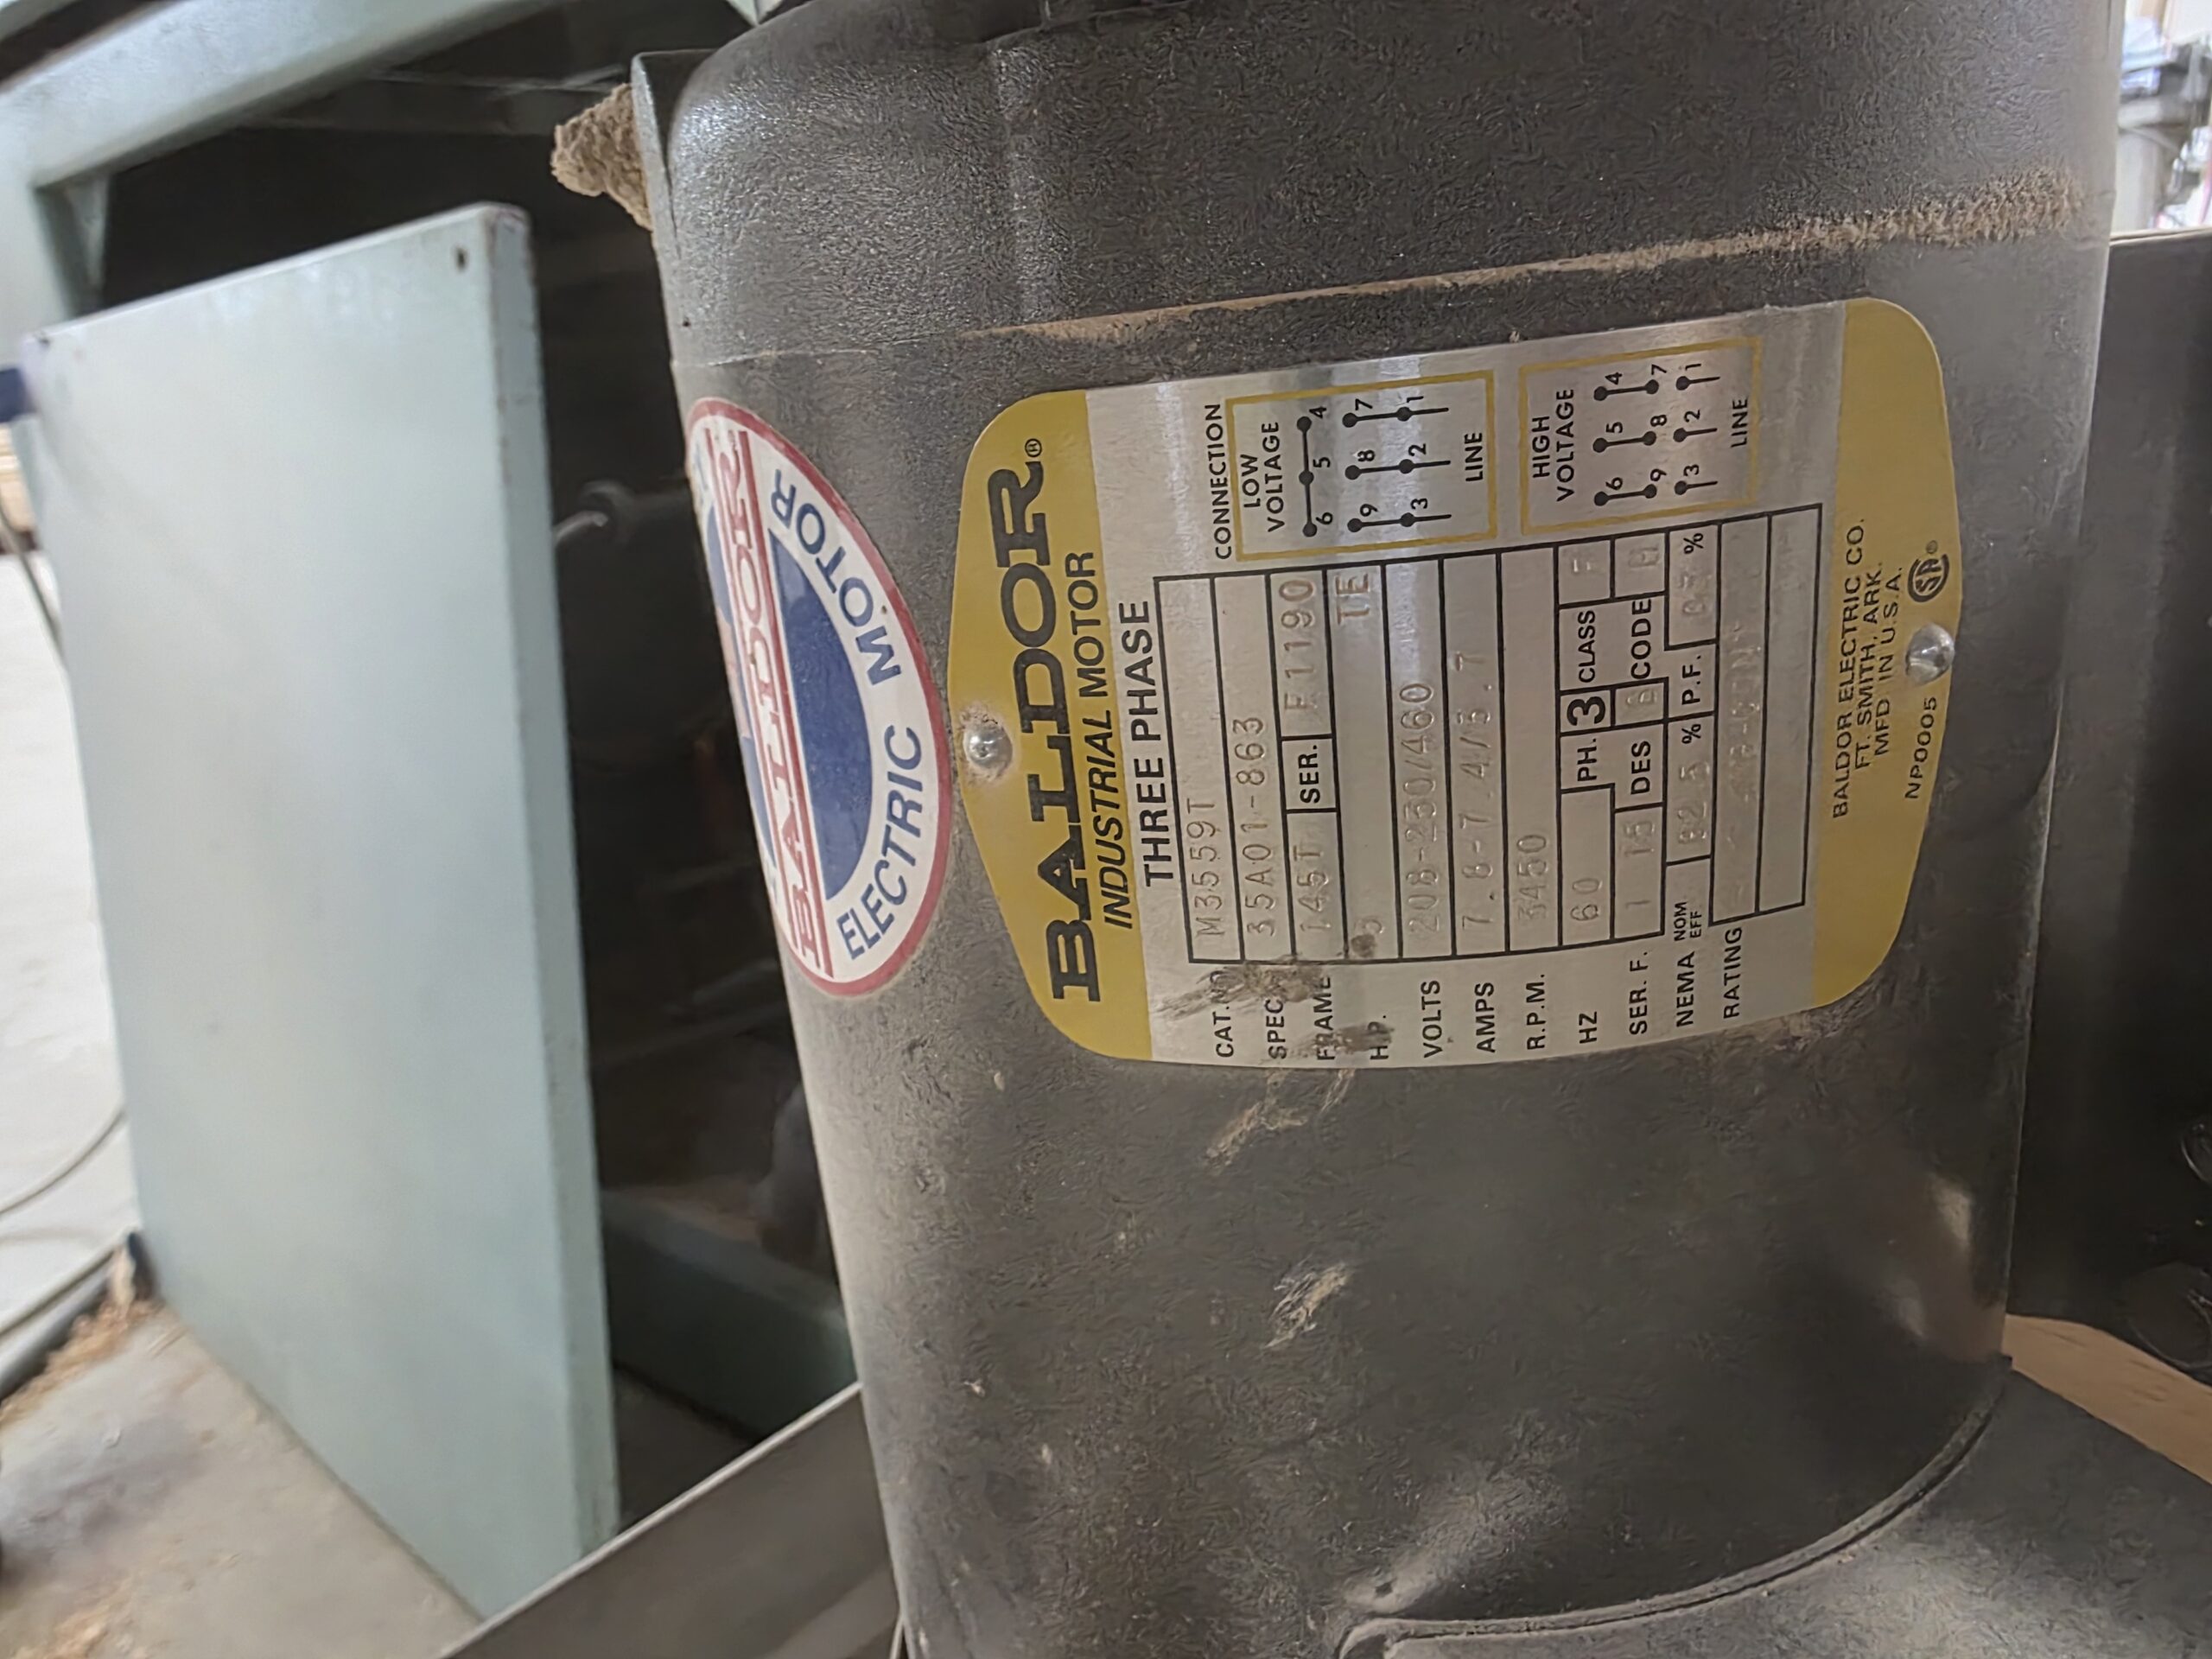 BALDOR
ELECTRIC MOTOR
BALDOR®
INDUSTRIAL MOTOR
THREE PHASE
CAT. NO. M3559T
SPEC. 35A01-863
FRAME 145T SER. F1190
H.P. 3 TE
VOLTS 208-230/460
AMPS 7.8-7.4/3.7
R.P.M. 3450
HZ 60 PH. 3 CLASS
SER. F. 1.15 DES CODE
NEMA NOM EFF. 82.5 % P.F. %
RATING
CONNECTION
LOW VOLTAGE
6 5 4
9 8 7
3 2 1
LINE
HIGH VOLTAGE
6 5 4
9 8 7
3 2 1
LINE
BALDOR ELECTRIC CO.
FT. SMITH, ARK.
MFD. IN U.S.A.
NP0005
SA®